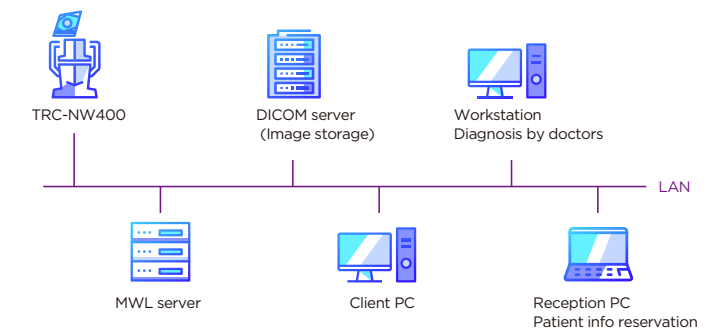 TRC-NW400
DICOM server
(Image storage)
Workstation
Diagnosis by doctors
LAN
MWL server
Client PC
Reception PC
Patient info reservation